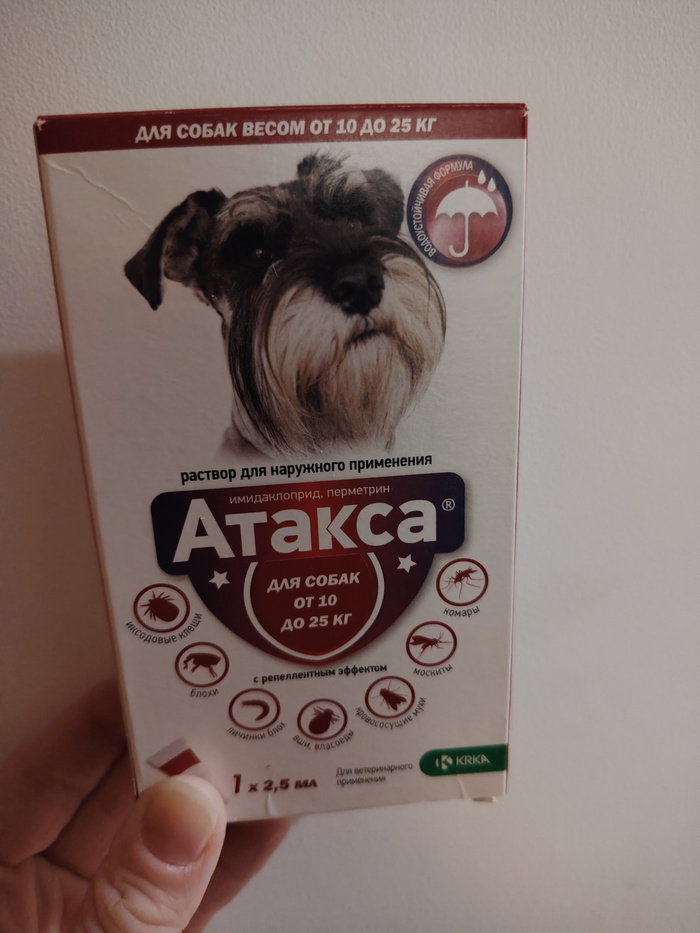 ДЛЯ СОБАК ВЕСОМ ОТ 10 ДО 25 КГ
ВОДОУСТОЙЧИВАЯ ФОРМУЛА
раствор для наружного применения
имидаклоприд, перметрин
Атакса®
ДЛЯ СОБАК
ОТ 10
ДО 25 КГ
с репеллентным эффектом
иксодовые клещи
блохи
личинки блох
вши, власоеды
кровососущие мухи
москиты
комары
1 х 2,5 мл
Для ветеринарного
применения
KRKA